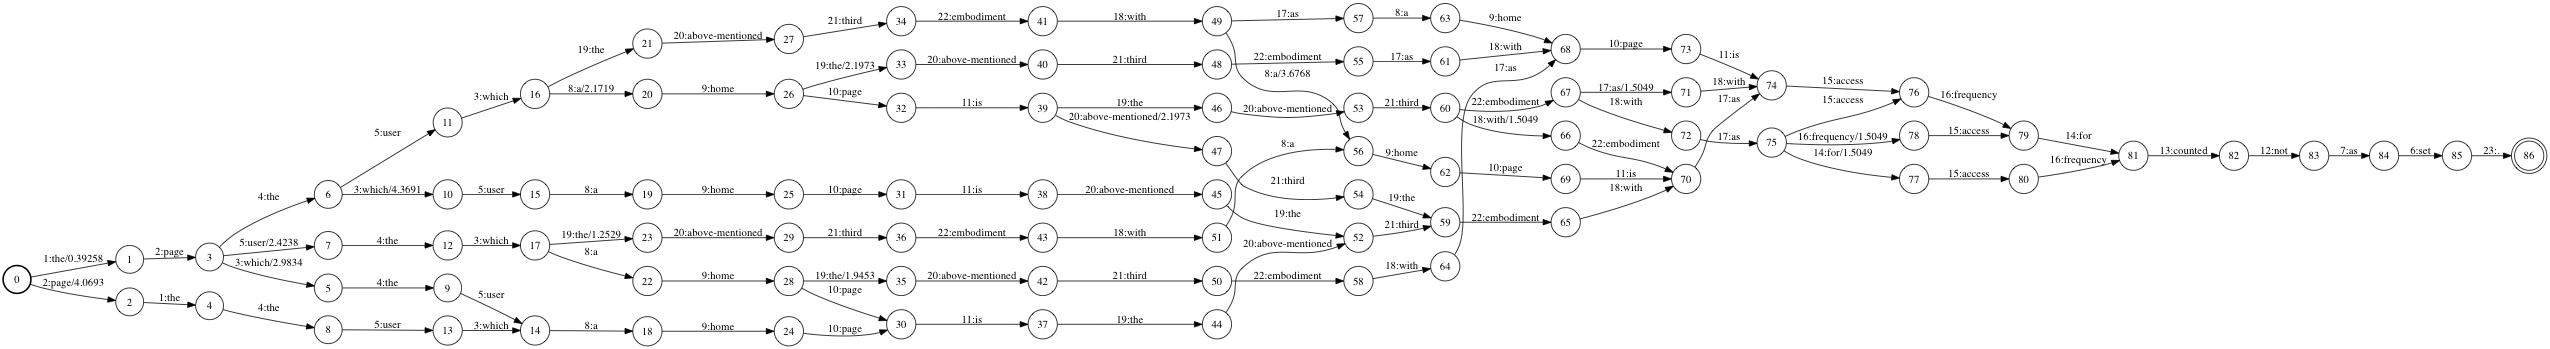 0
1:the/0.39258
2:page/4.0693
1
2
2:page
1:the
3
4
4:the
5:user/2.4238
3:which/2.9834
4:the
6
7
5
8
5:user
3:which/4.3691
4:the
4:the
5:user
11
10
12
9
13
3:which
5:user
3:which
5:user
3:which
16
15
17
14
19:the
8:a/2.1719
8:a
19:the/1.2529
8:a
8:a
21
20
19
23
22
18
20:above-mentioned
9:home
9:home
20:above-mentioned
9:home
9:home
27
26
25
29
28
24
21:third
19:the/2.1973
10:page
10:page
21:third
19:the/1.9453
10:page
10:page
34
33
32
31
36
35
30
22:embodiment
20:above-mentioned
11:is
11:is
22:embodiment
20:above-mentioned
11:is
41
40
39
38
43
42
37
18:with
21:third
19:the
20:above-mentioned/2.1973
20:above-mentioned
18:with
21:third
19:the
49
48
46
47
45
51
50
44
17:as
22:embodiment
8:a/3.6768
20:above-mentioned
8:a
21:third
19:the
20:above-mentioned
22:embodiment
57
55
53
56
54
52
58
8:a
17:as
21:third
9:home
19:the
21:third
18:with
63
61
60
62
59
64
9:home
18:with
17:as
22:embodiment
18:with/1.5049
10:page
22:embodiment
68
67
66
69
65
10:page
17:as/1.5049
18:with
22:embodiment
11:is
18:with
73
71
72
70
11:is
18:with
17:as
17:as
74
75
15:access
15:access
16:frequency/1.5049
14:for/1.5049
76
78
77
16:frequency
15:access
15:access
79
80
14:for
16:frequency
81
13:counted
82
12:not
83
7:as
84
6:set
85
23:.
86